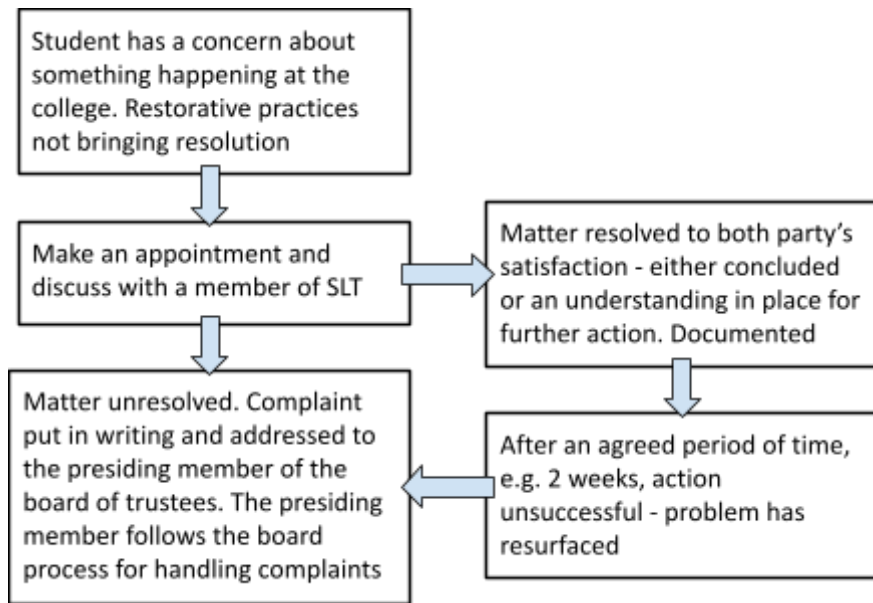 Student has a concern about
something happening at the
college. Restorative practices
not bringing resolution
Make an appointment and
discuss with a member of SLT
Matter resolved to both party's
satisfaction - either concluded
or an understanding in place for
further action. Documented
After an agreed period of time,
e.g. 2 weeks, action
unsuccessful - problem has
resurfaced
Matter unresolved. Complaint
put in writing and addressed to
the presiding member of the
board of trustees. The presiding
member follows the board
process for handling complaints